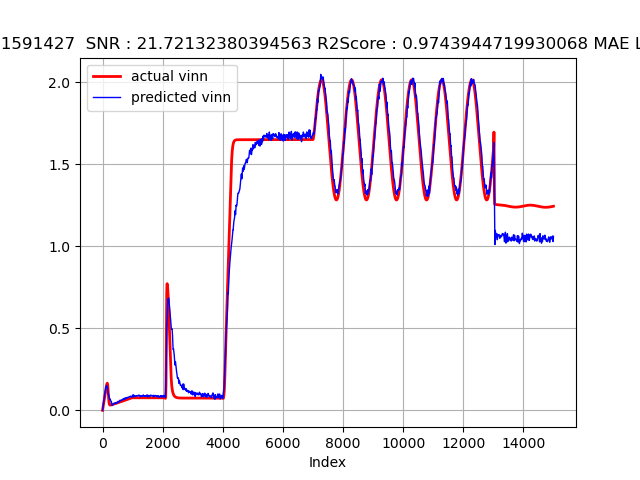 1591427  SNR : 21.72132380394563 R2Score : 0.9743944719930068 MAE L
actual vinn
predicted vinn
2.0
1.5
1.0
0.5
0.0
0 2000 4000 6000 8000 10000 12000 14000
Index